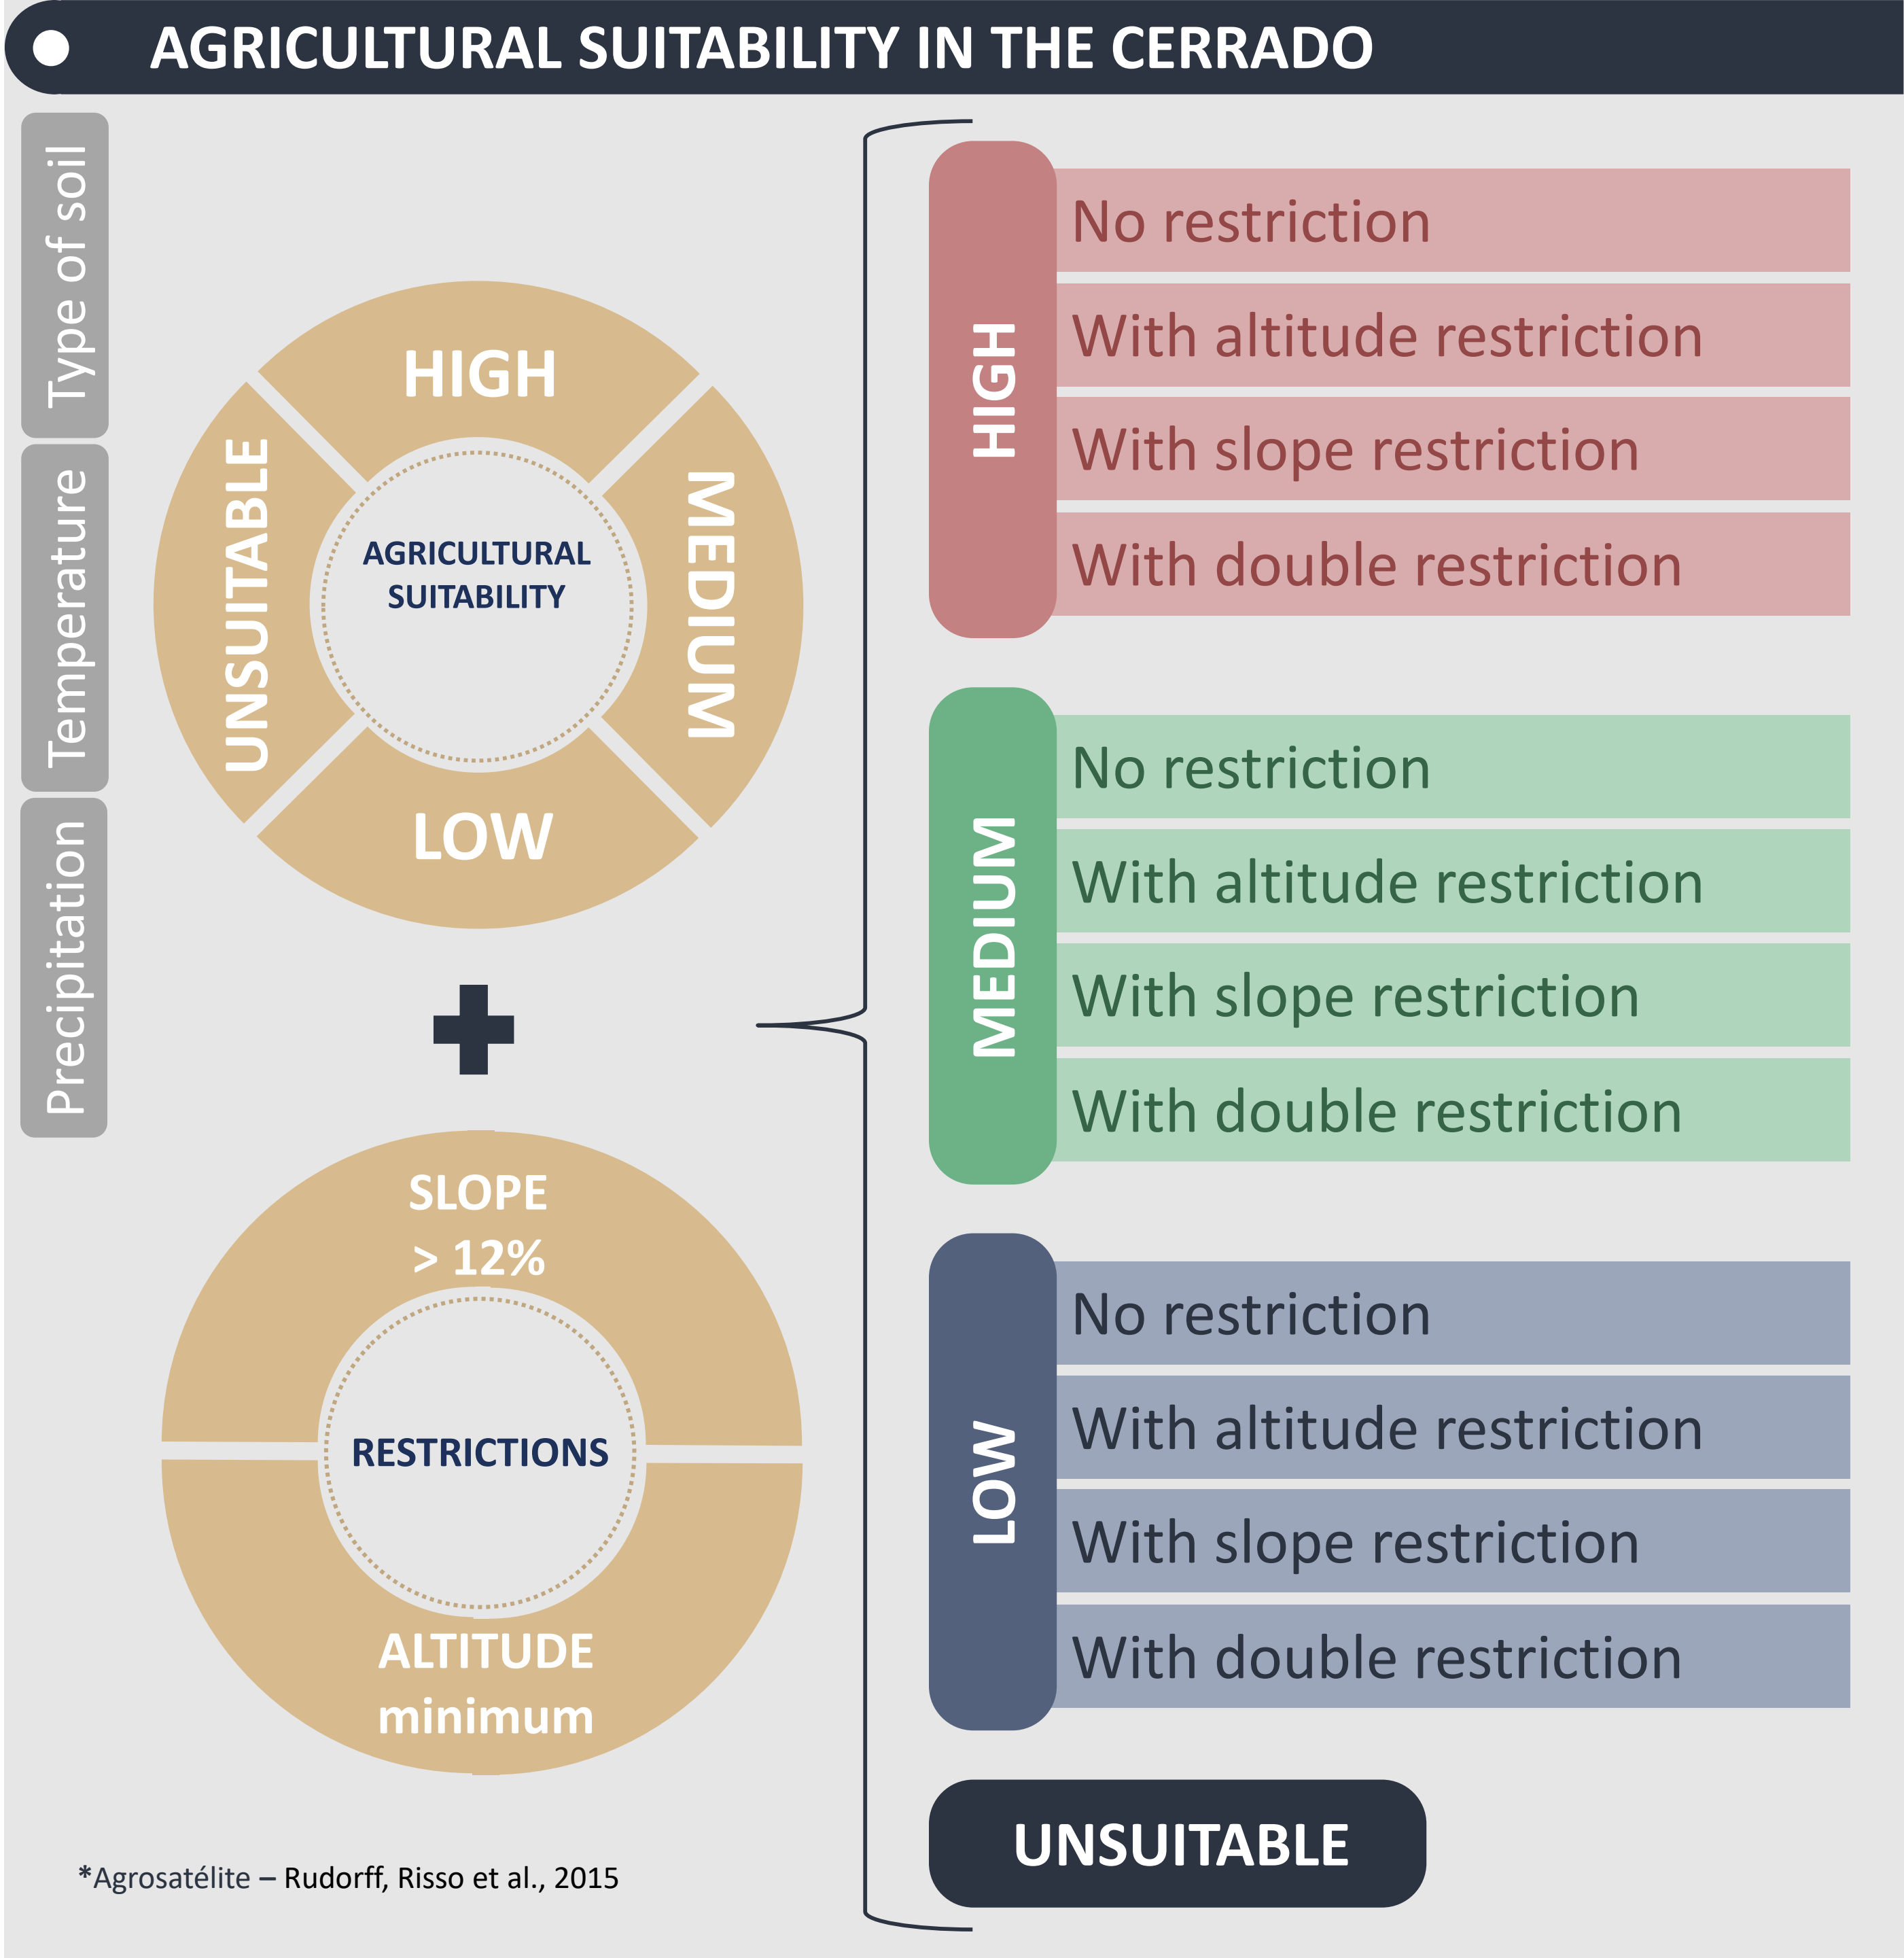 AGRICULTURAL SUITABILITY IN THE CERRADO
Type of soil
Temperature
Precipitation
HIGH
MEDIUM
LOW
UNSUITABLE
AGRICULTURAL
SUITABILITY
SLOPE
> 12%
RESTRICTIONS
ALTITUDE
minimum
*Agrosatélite – Rudorff, Risso et al., 2015
HIGH
No restriction
With altitude restriction
With slope restriction
With double restriction
MEDIUM
No restriction
With altitude restriction
With slope restriction
With double restriction
LOW
No restriction
With altitude restriction
With slope restriction
With double restriction
UNSUITABLE